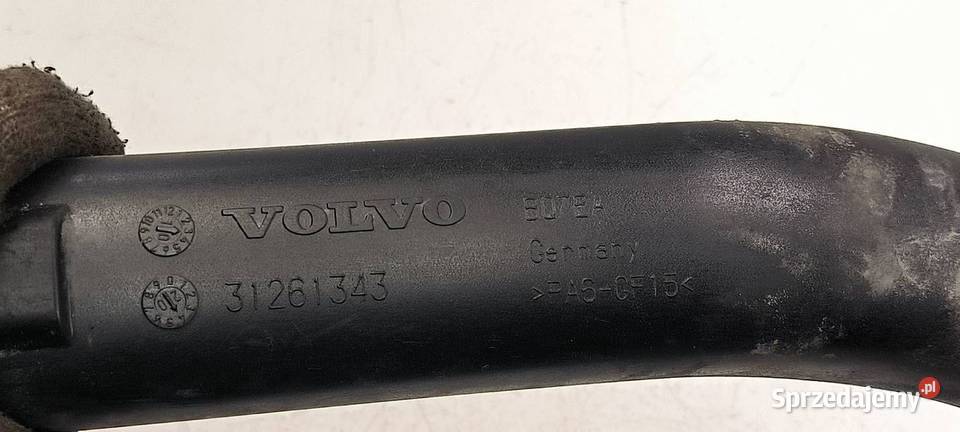 VOLVO
31261343
Germany
>PA6-GF15<
Sprzedajemy.pl